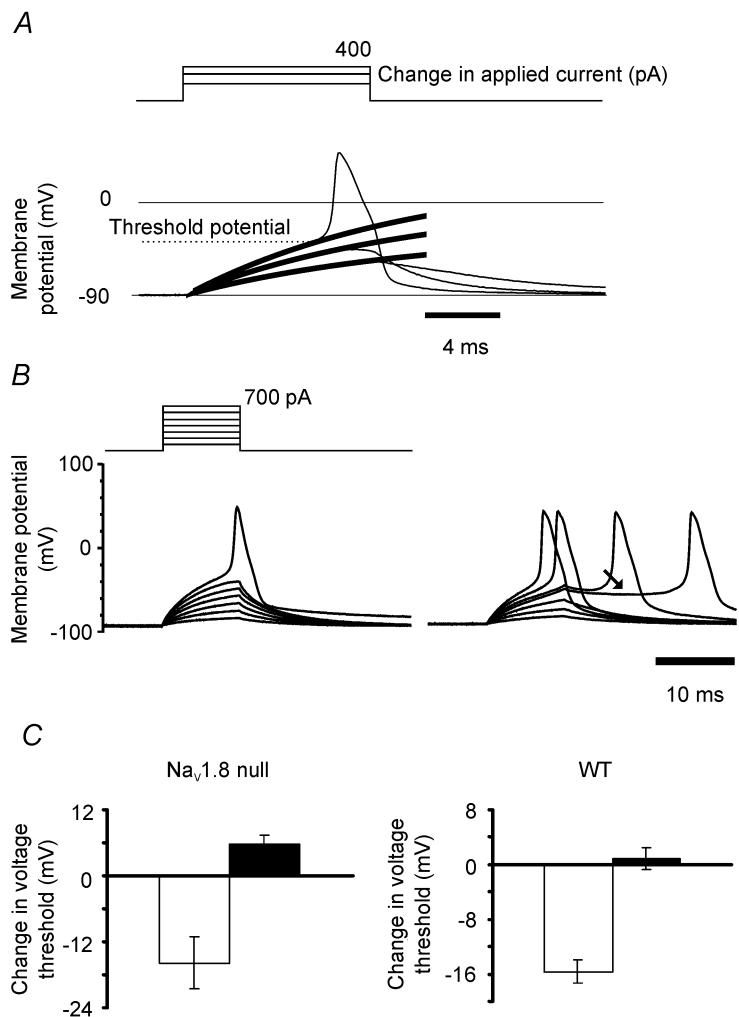 A
400
Change in applied current (pA)
Membrane
potential (mV)
0
Threshold potential
-90
4 ms
B
700 pA
Membrane potential
(mV)
100
0
-100
10 ms
C
Nav1.8 null
Change in voltage
threshold (mV)
12
0
-12
-24
WT
Change in voltage
threshold (mV)
8
0
-8
-16